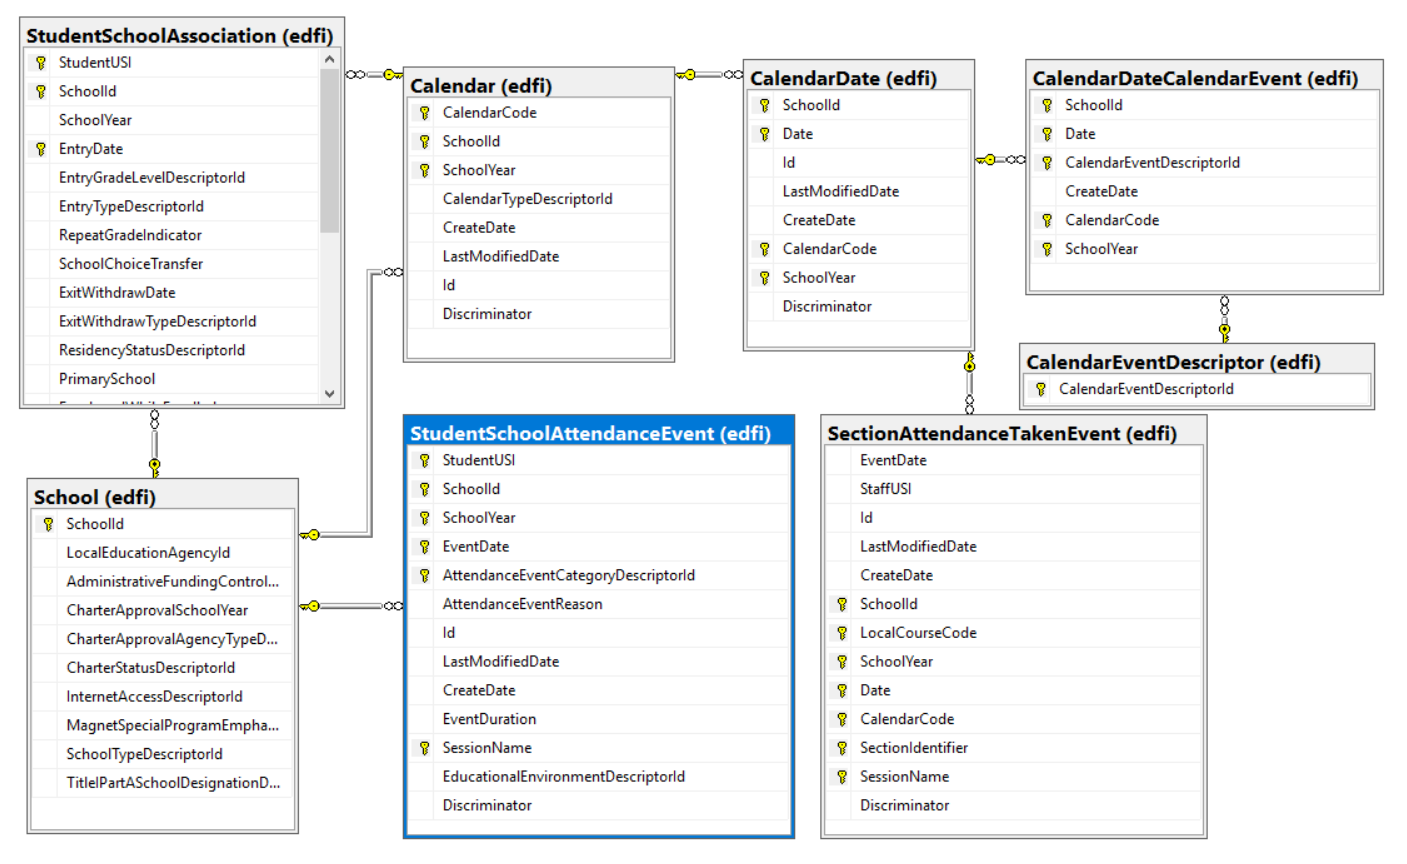 StudentSchoolAssociation (edfi)
StudentUSI
SchoolId
SchoolYear
EntryDate
EntryGradeLevelDescriptorId
EntryTypeDescriptorId
RepeatGradeIndicator
SchoolChoiceTransfer
ExitWithdrawDate
ExitWithdrawTypeDescriptorId
ResidencyStatusDescriptorId
PrimarySchool
Calendar (edfi)
CalendarCode
SchoolId
SchoolYear
CalendarTypeDescriptorId
CreateDate
LastModifiedDate
Id
Discriminator
CalendarDate (edfi)
SchoolId
Date
Id
LastModifiedDate
CreateDate
CalendarCode
SchoolYear
Discriminator
CalendarDateCalendarEvent (edfi)
SchoolId
Date
CalendarEventDescriptorId
CreateDate
CalendarCode
SchoolYear
CalendarEventDescriptor (edfi)
CalendarEventDescriptorId
School (edfi)
SchoolId
LocalEducationAgencyId
AdministrativeFundingControl...
CharterApprovalSchoolYear
CharterApprovalAgencyTypeD...
CharterStatusDescriptorId
InternetAccessDescriptorId
MagnetSpecialProgramEmpha...
SchoolTypeDescriptorId
TitleIPartASchoolDesignationD...
StudentSchoolAttendanceEvent (edfi)
StudentUSI
SchoolId
SchoolYear
EventDate
AttendanceEventCategoryDescriptorId
AttendanceEventReason
Id
LastModifiedDate
CreateDate
EventDuration
SessionName
EducationalEnvironmentDescriptorId
Discriminator
SectionAttendanceTakenEvent (edfi)
EventDate
StaffUSI
Id
LastModifiedDate
CreateDate
SchoolId
LocalCourseCode
SchoolYear
Date
CalendarCode
SectionIdentifier
SessionName
Discriminator